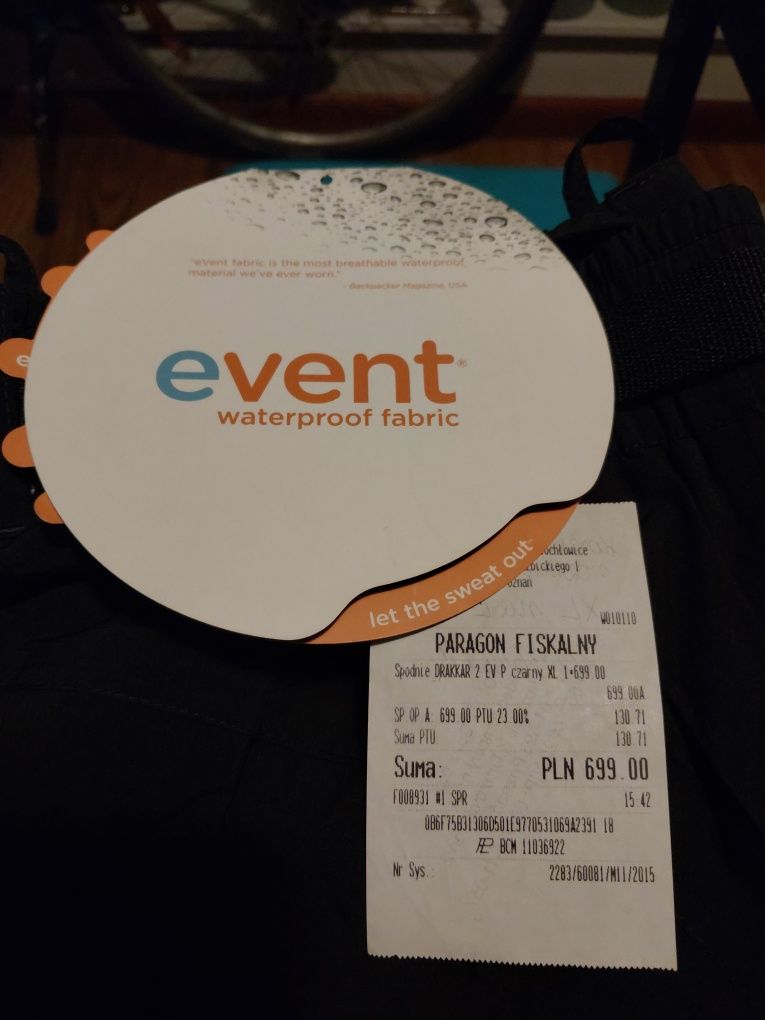 "eVent fabric is the most breathable waterproof
material we've ever worn."
- Backpacker Magazine, USA
event®
waterproof fabric
let the sweat out
W010110
PARAGON FISKALNY
Spodnie DRAKKAR 2 EV P czarny XL 1*699.00
699.00A
SP.OP.A: 699.00 PTU 23.00% 130.71
Suma PTU 130.71
Suma: PLN 699.00
F008931 #1 SPR 15:42
0B6F75B31306D501E9770531069A2391 18
BCM 11036922
Nr Sys.: 2283/60081/M11/2015